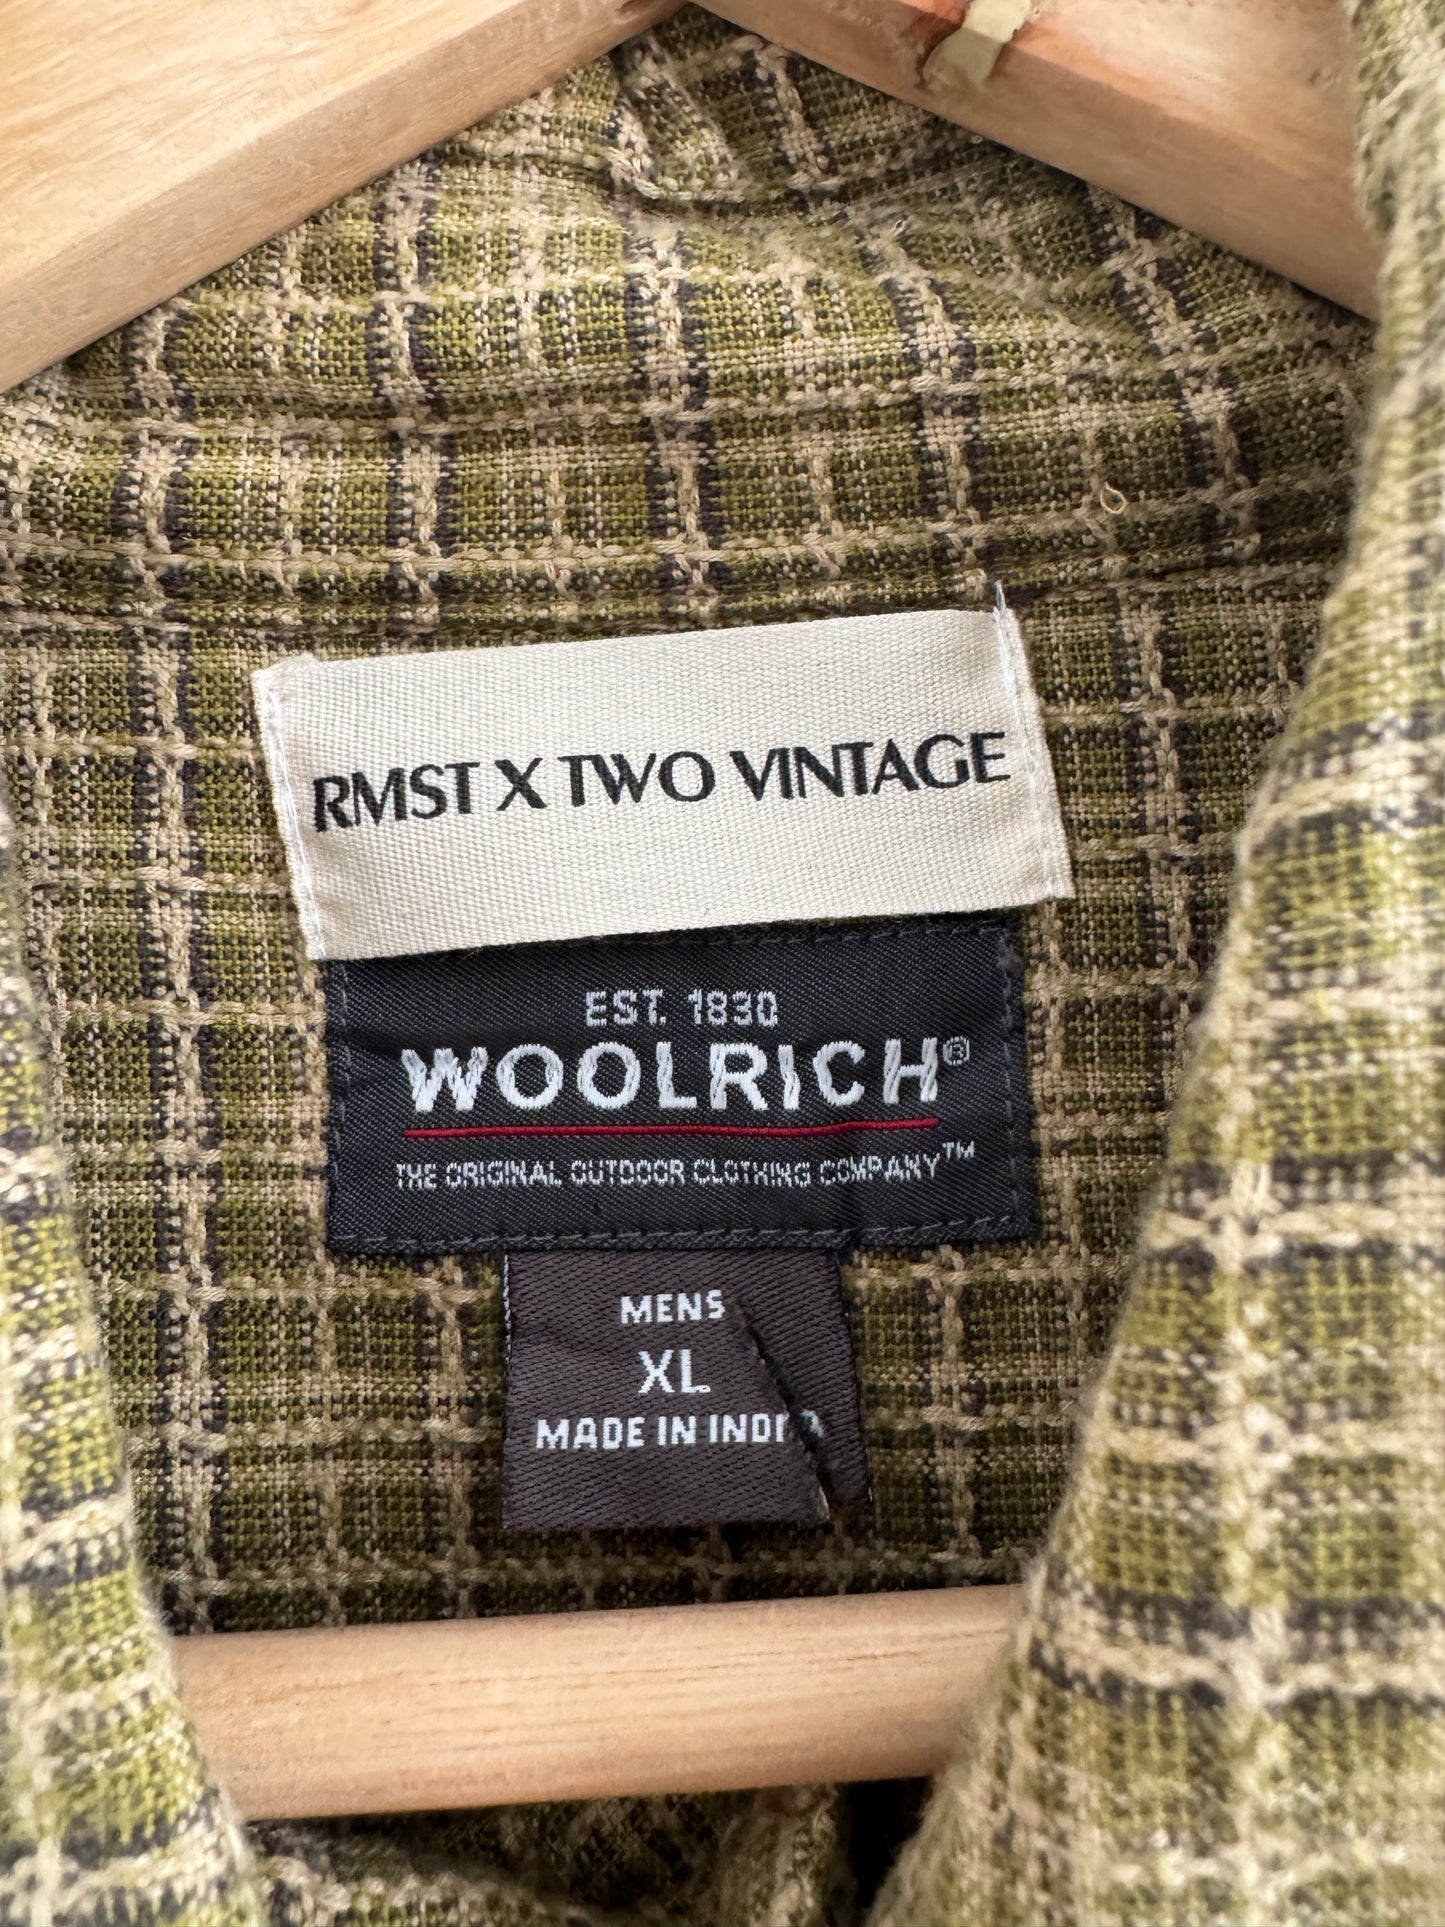 RMST X TWO VINTAGE
EST. 1830
WOOLRICH®
THE ORIGINAL OUTDOOR CLOTHING COMPANY™
MENS
XL
MADE IN INDIA